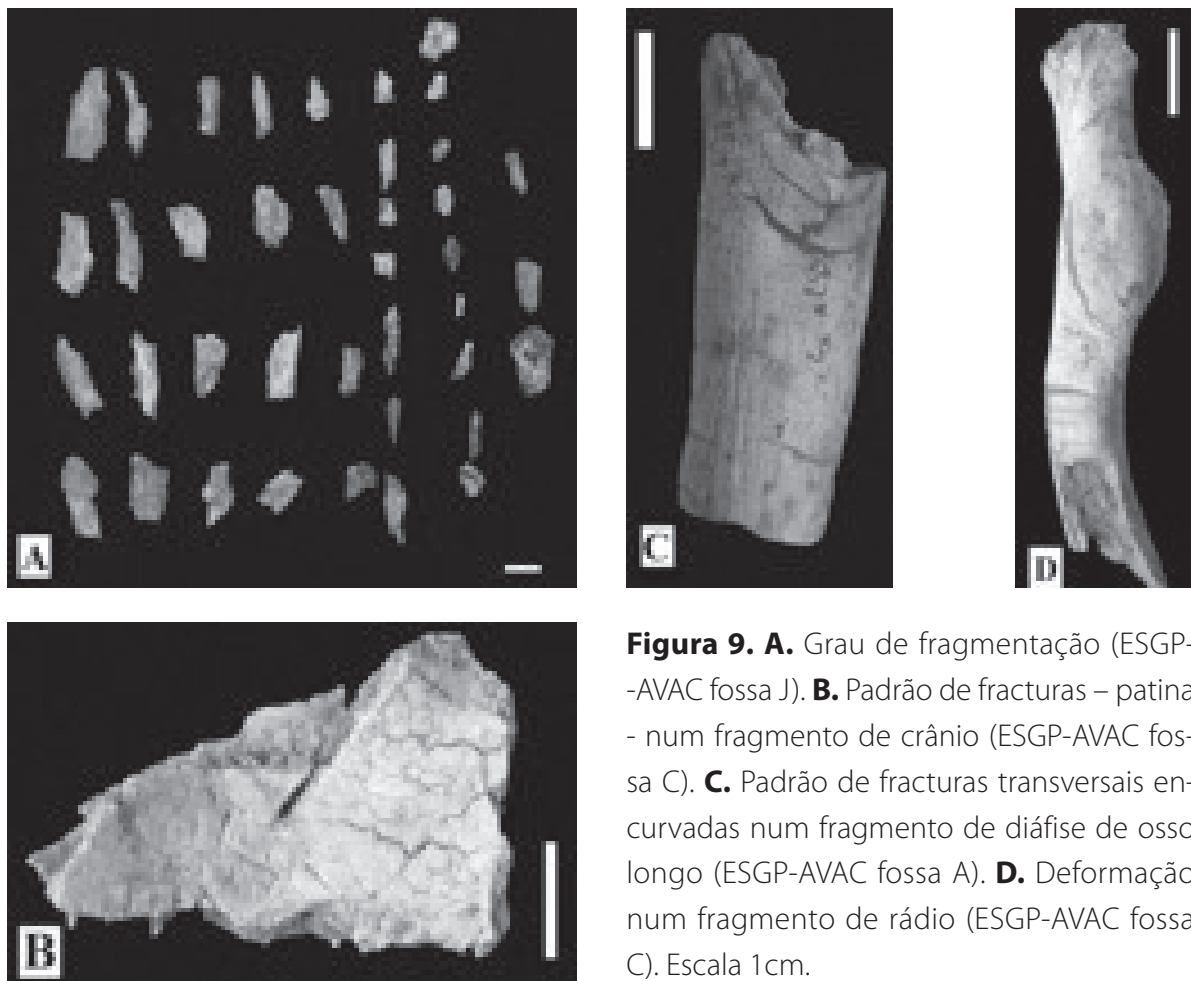 A
C
D
B
Figura 9. A. Grau de fragmentação (ESGP-
-AVAC fossa J). B. Padrão de fracturas – patina
- num fragmento de crânio (ESGP-AVAC fos-
sa C). C. Padrão de fracturas transversais en-
curvadas num fragmento de diáfise de osso
longo (ESGP-AVAC fossa A). D. Deformação
num fragmento de rádio (ESGP-AVAC fossa
C). Escala 1cm.